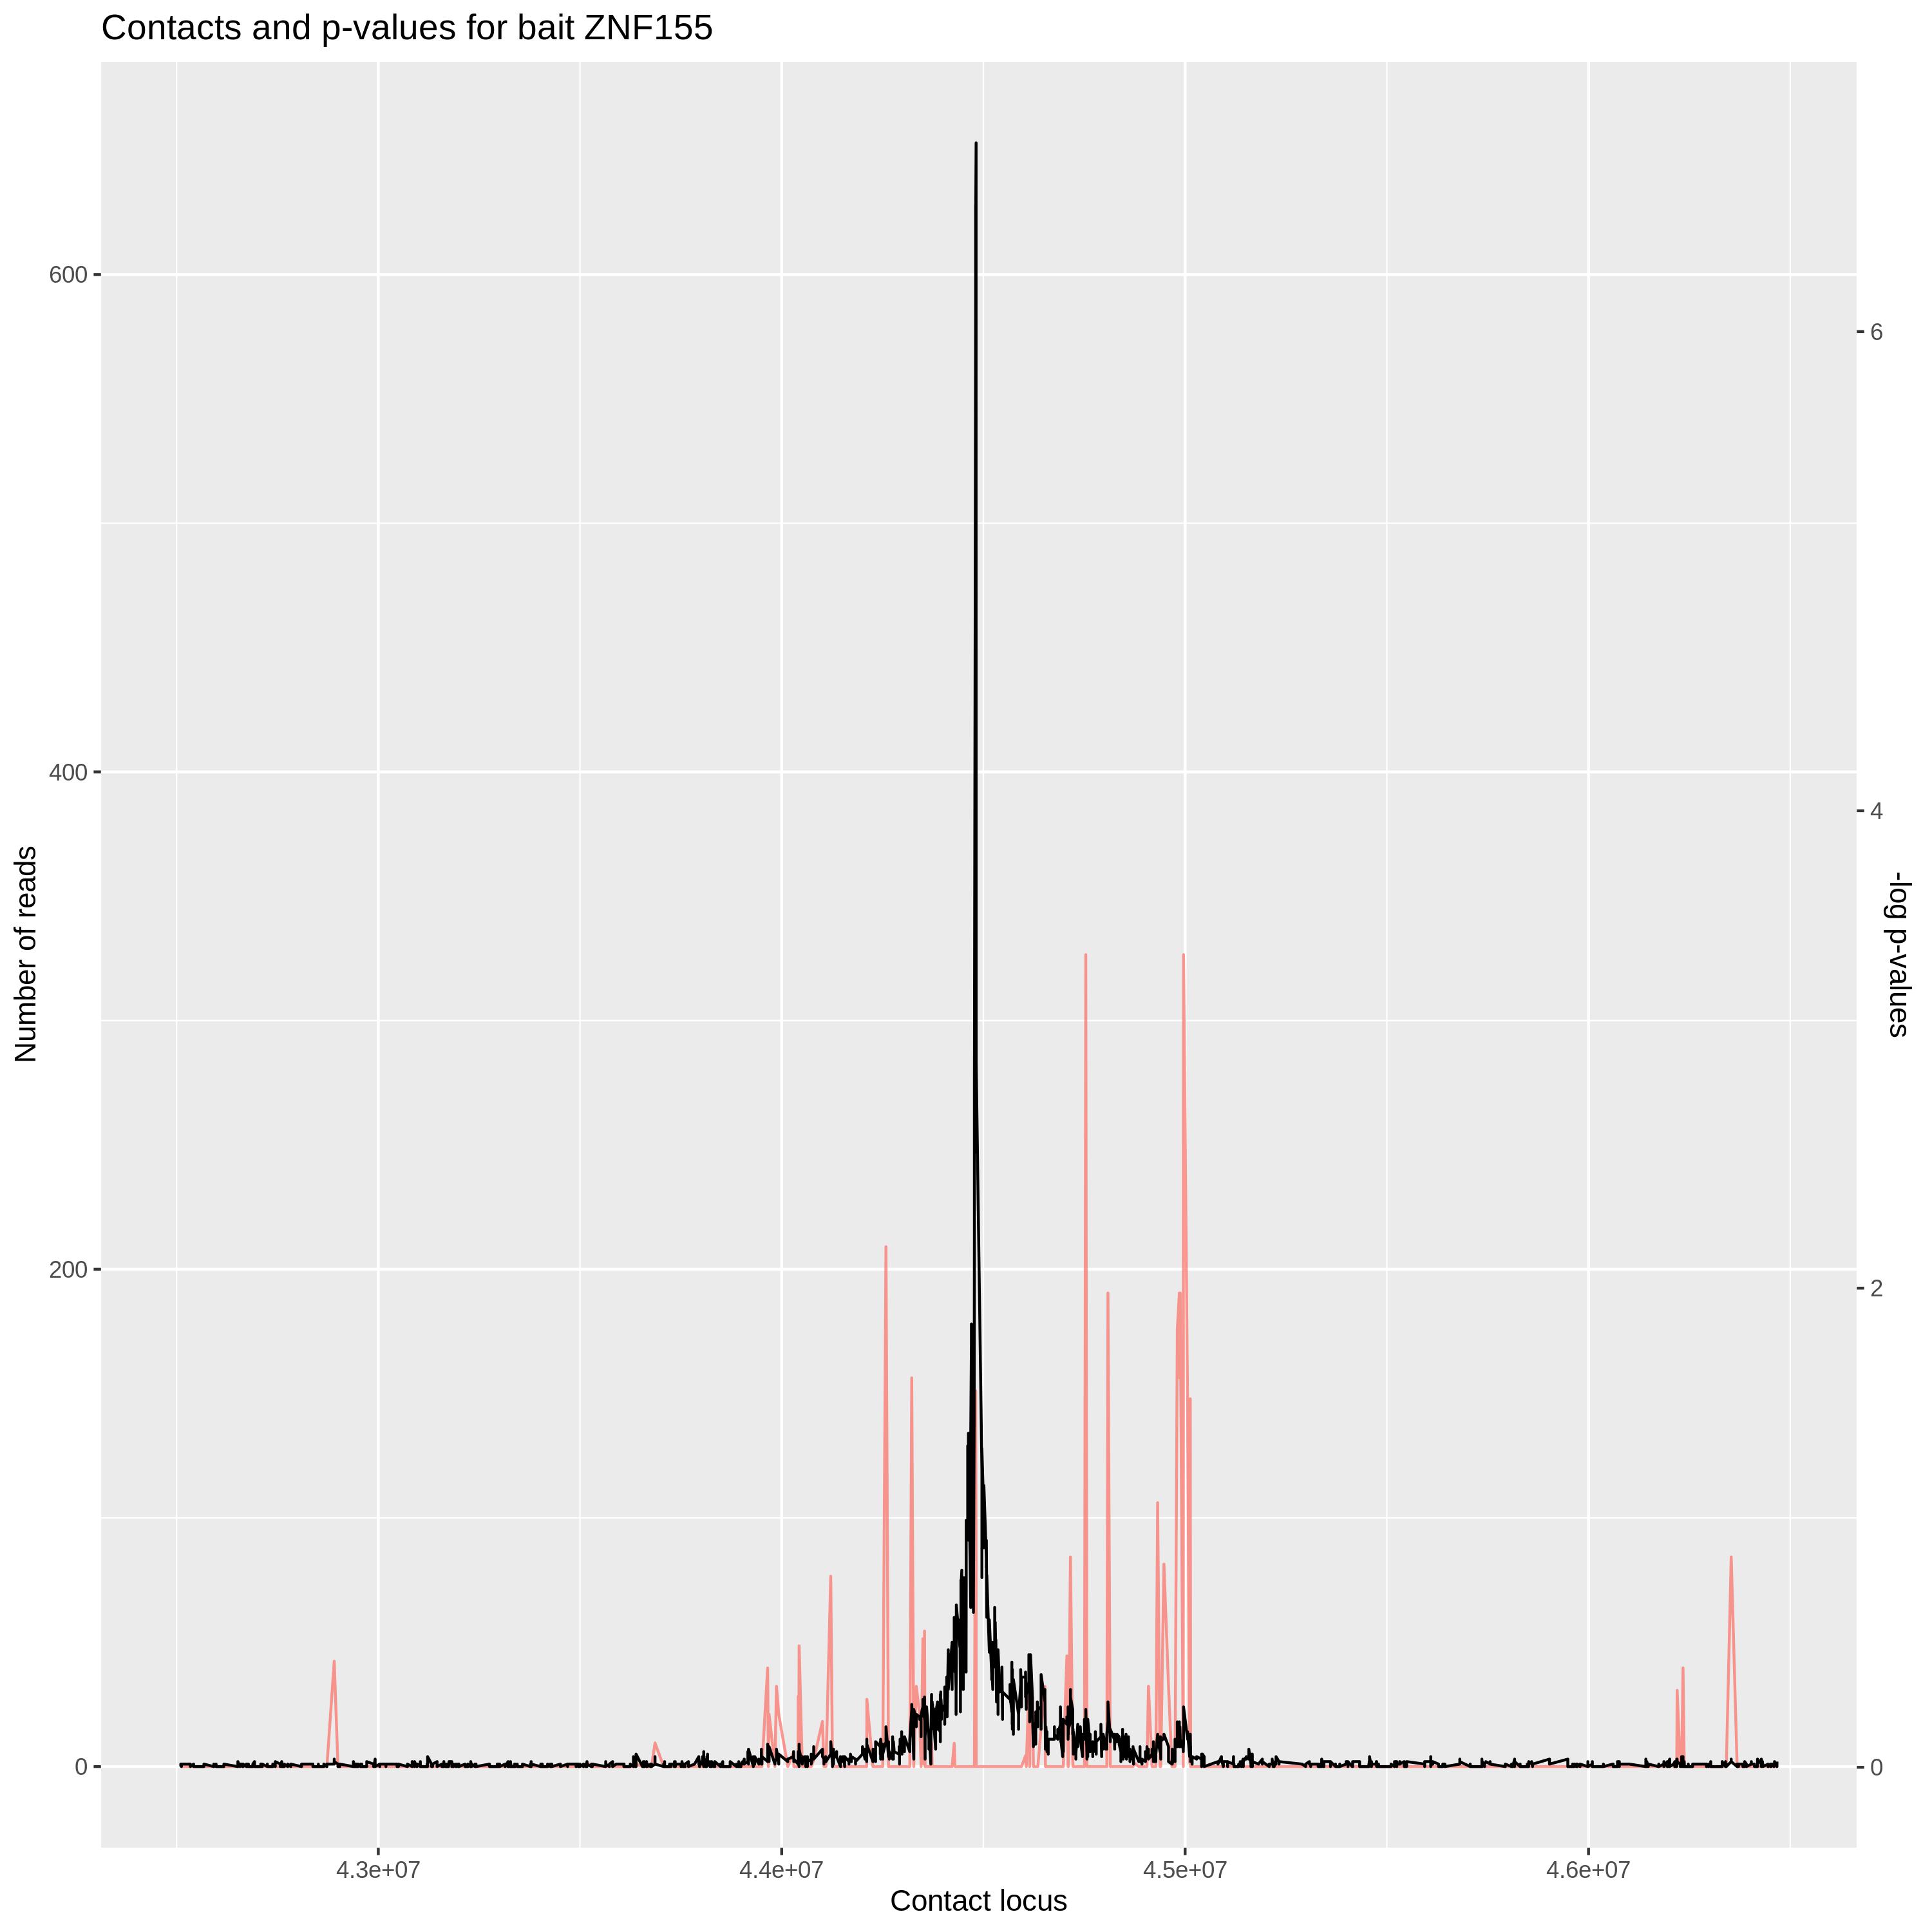 Contacts and p-values for bait ZNF155
600
400
200
0
6
4
2
0
Number of reads
-log p-values
4.3e+07
4.4e+07
4.5e+07
4.6e+07
Contact locus